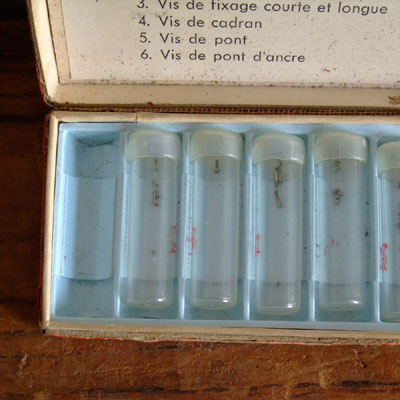 3. Vis de fixage courte et longue
4. Vis de cadran
5. Vis de pont
6. Vis de pont d'ancre